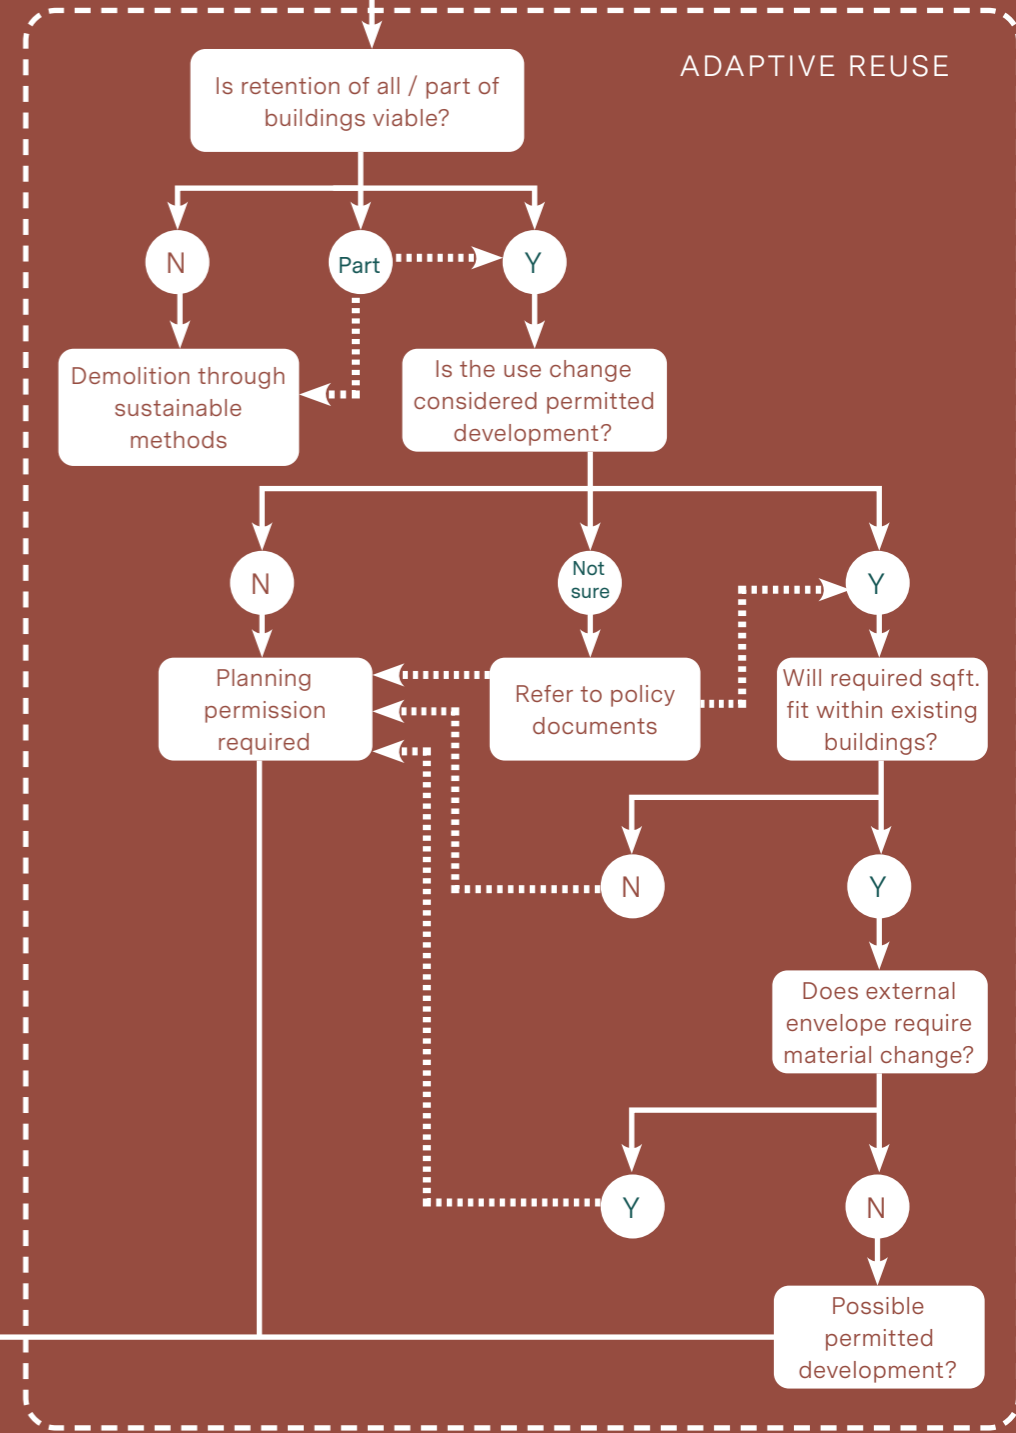 ADAPTIVE REUSE
Is retention of all / part of
buildings viable?
N
Part
Y
Demolition through
sustainable
methods
Is the use change
considered permitted
development?
N
Not
sure
Y
Planning
permission
required
Refer to policy
documents
Will required sqft.
fit within existing
buildings?
N
Y
Does external
envelope require
material change?
Y
N
Possible
permitted
development?